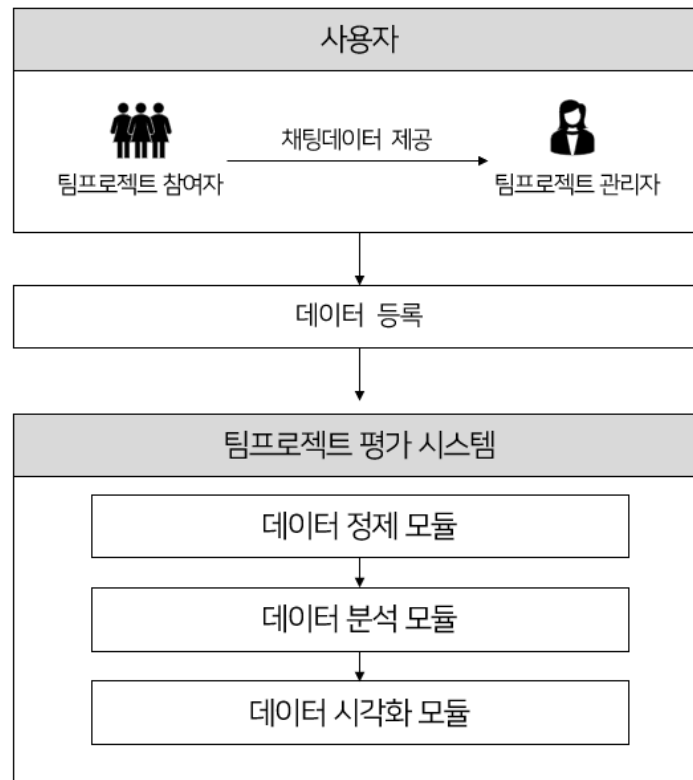 사용자
채팅데이터 제공
팀프로젝트 참여자
팀프로젝트 관리자
데이터 등록
팀프로젝트 평가 시스템
데이터 정제 모듈
데이터 분석 모듈
데이터 시각화 모듈